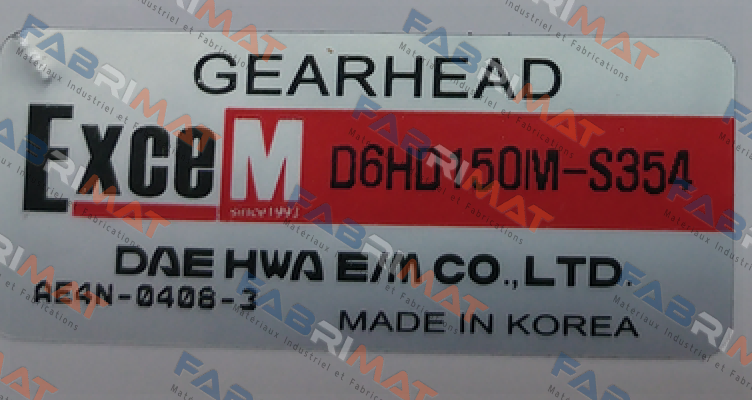 GEARHEAD
ExceM
D6HD150M-S354
DAE HWA E/M CO.,LTD.
AE4N-0408-3
MADE IN KOREA
FABRIMAT
Matériaux Industriel et Fabrications